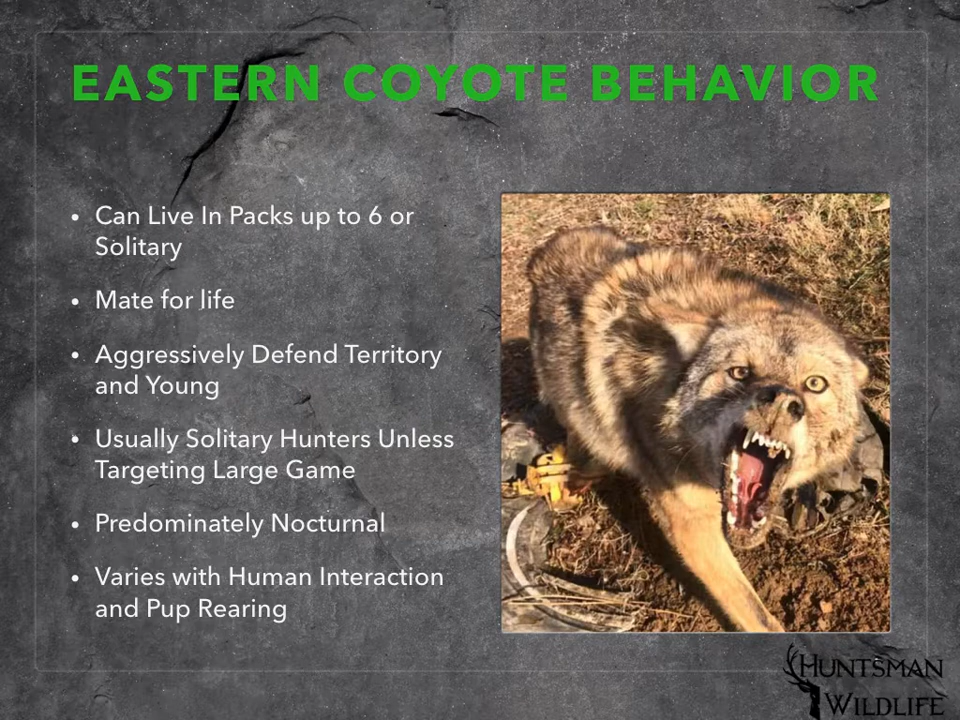 EASTERN COYOTE BEHAVIOR
• Can Live In Packs up to 6 or
Solitary
• Mate for life
• Aggressively Defend Territory
and Young
• Usually Solitary Hunters Unless
Targeting Large Game
• Predominately Nocturnal
• Varies with Human Interaction
and Pup Rearing
HUNTSMAN
WILDLIFE